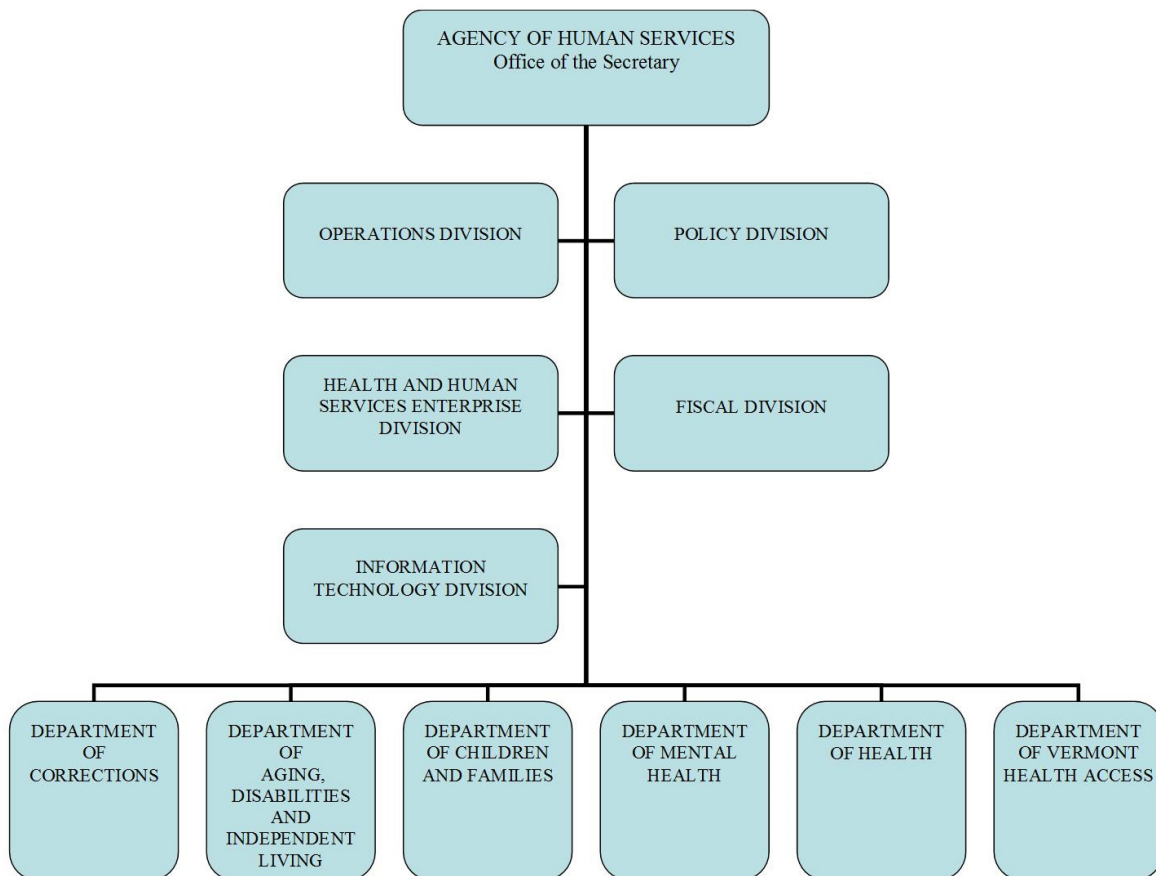 AGENCY OF HUMAN SERVICES
Office of the Secretary
OPERATIONS DIVISION
POLICY DIVISION
HEALTH AND HUMAN
SERVICES ENTERPRISE
DIVISION
FISCAL DIVISION
INFORMATION
TECHNOLOGY DIVISION
DEPARTMENT
OF
CORRECTIONS
DEPARTMENT
OF
AGING,
DISABILITIES
AND
INDEPENDENT
LIVING
DEPARTMENT
OF CHILDREN
AND FAMILIES
DEPARTMENT
OF MENTAL
HEALTH
DEPARTMENT
OF HEALTH
DEPARTMENT
OF VERMONT
HEALTH ACCESS